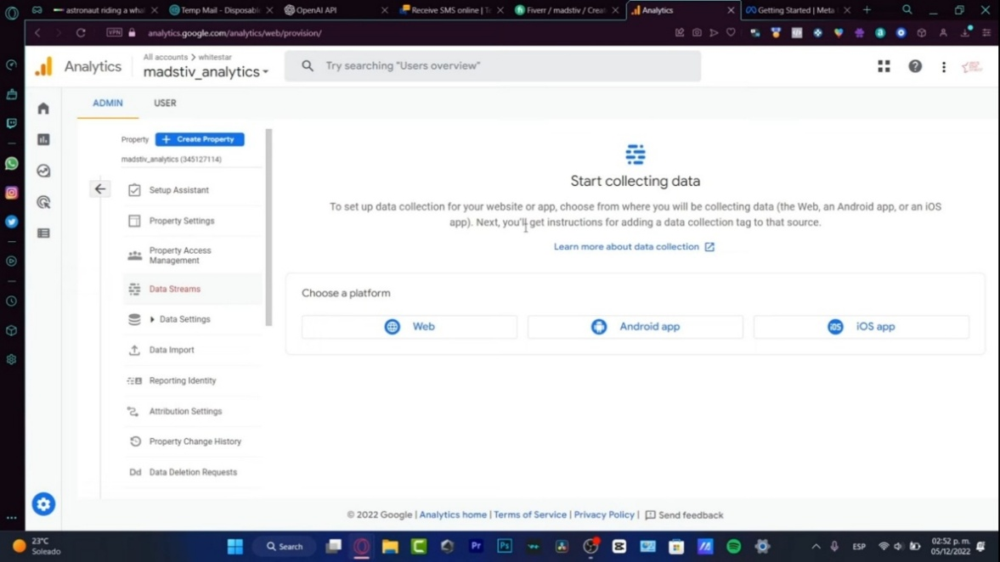 astronaut riding a wha
Temp Mail - Disposabl
OpenAI API
Receive SMS online | T
Fiverr / madstiv / Crea
Analytics
Getting Started | Meta
VPN
analytics.google.com/analytics/web/provision/
Analytics
All accounts > whitestar
madstiv_analytics
Try searching "Users overview"
ADMIN
USER
Property
+ Create Property
madstiv_analytics (345127114)
Setup Assistant
Property Settings
Property Access
Management
Data Streams
Data Settings
Data Import
Reporting Identity
Attribution Settings
Property Change History
Dd Data Deletion Requests
Start collecting data
To set up data collection for your website or app, choose from where you will be collecting data (the Web, an Android app, or an iOS
app). Next, you'll get instructions for adding a data collection tag to that source.
Learn more about data collection
Choose a platform
Web
Android app
iOS iOS app
© 2022 Google | Analytics home | Terms of Service | Privacy Policy | Send feedback
23°C
Soleado
Search
Pr
Ps
ESP
02:52 p. m.
05/12/2022